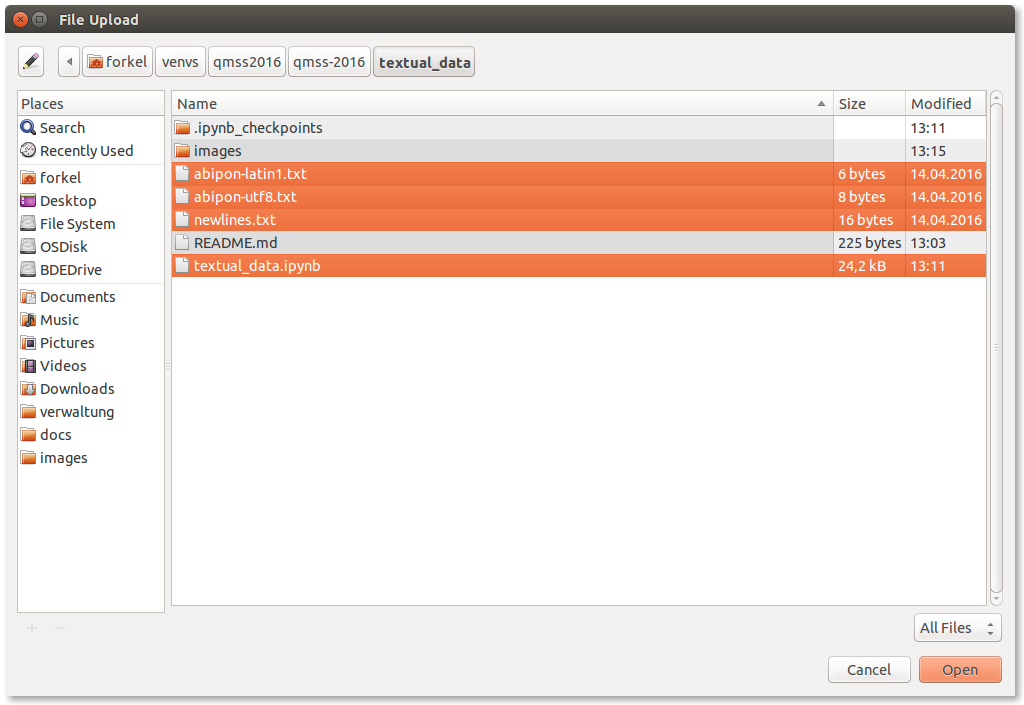 File Upload
forkel venvs qmss2016 qmss-2016 textual_data
Places
Search
Recently Used
forkel
Desktop
File System
OSDisk
BDEDrive
Documents
Music
Pictures
Videos
Downloads
verwaltung
docs
images
Name Size Modified
.ipynb_checkpoints 13:11
images 13:15
abipon-latin1.txt 6 bytes 14.04.2016
abipon-utf8.txt 8 bytes 14.04.2016
newlines.txt 16 bytes 14.04.2016
README.md 225 bytes 13:03
textual_data.ipynb 24,2 kB 13:11
All Files
Cancel Open